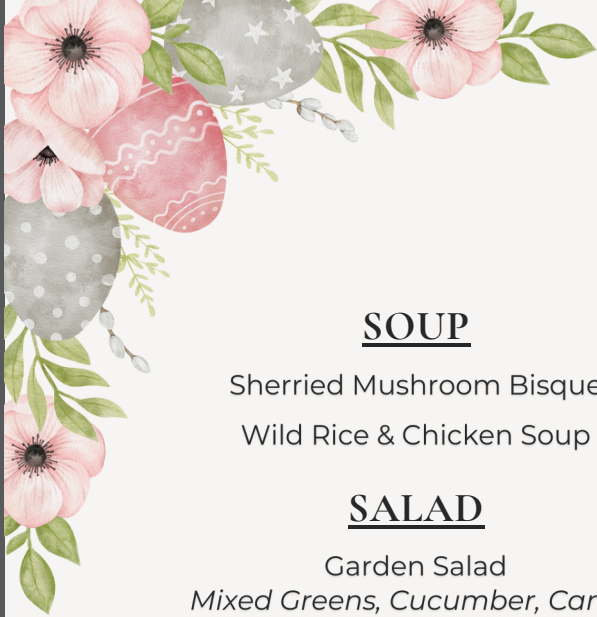 SOUP
Sherried Mushroom Bisque
Wild Rice & Chicken Soup
SALAD
Garden Salad
Mixed Greens, Cucumber,